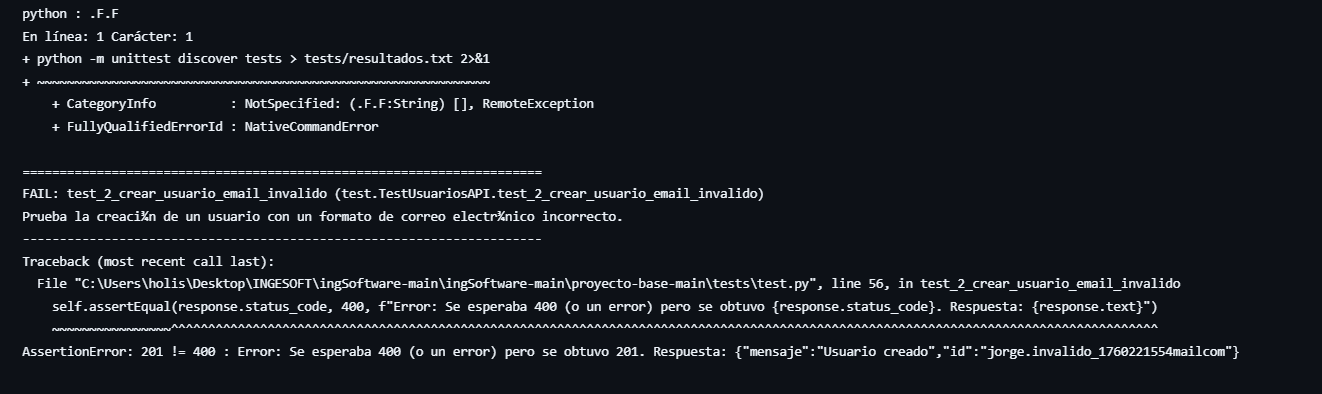 python : .F.F
En línea: 1 Carácter: 1
+ python -m unittest discover tests > tests/resultados.txt 2>&1
+ ~~~~~~~~~~~~~~~~~~~~~~~~~~~~~~~~~~~~~~~~~~~~~~~~~~~~~~~~~~~~~
    + CategoryInfo          : NotSpecified: (.F.F:String) [], RemoteException
    + FullyQualifiedErrorId : NativeCommandError

======================================================================
FAIL: test_2_crear_usuario_email_invalido (test.TestUsuariosAPI.test_2_crear_usuario_email_invalido)
Prueba la creaci¾n de un usuario con un formato de correo electr¾nico incorrecto.
----------------------------------------------------------------------
Traceback (most recent call last):
  File "C:\Users\holis\Desktop\INGESOFT\ingSoftware-main\ingSoftware-main\proyecto-base-main\tests\test.py", line 56, in test_2_crear_usuario_email_invalido
    self.assertEqual(response.status_code, 400, f"Error: Se esperaba 400 (o un error) pero se obtuvo {response.status_code}. Respuesta: {response.text}")
    ~~~~~~~~~~~~~~~~^^^^^^^^^^^^^^^^^^^^^^^^^^^^^^^^^^^^^^^^^^^^^^^^^^^^^^^^^^^^^^^^^^^^^^^^^^^^^^^^^^^^^^^^^^^^^^^^^^^^^^^^^^^^^^^^^^^^^^^^^^^^^^^^^^^^^
AssertionError: 201 != 400 : Error: Se esperaba 400 (o un error) pero se obtuvo 201. Respuesta: {"mensaje":"Usuario creado","id":"jorge.invalido_1760221554mailcom"}